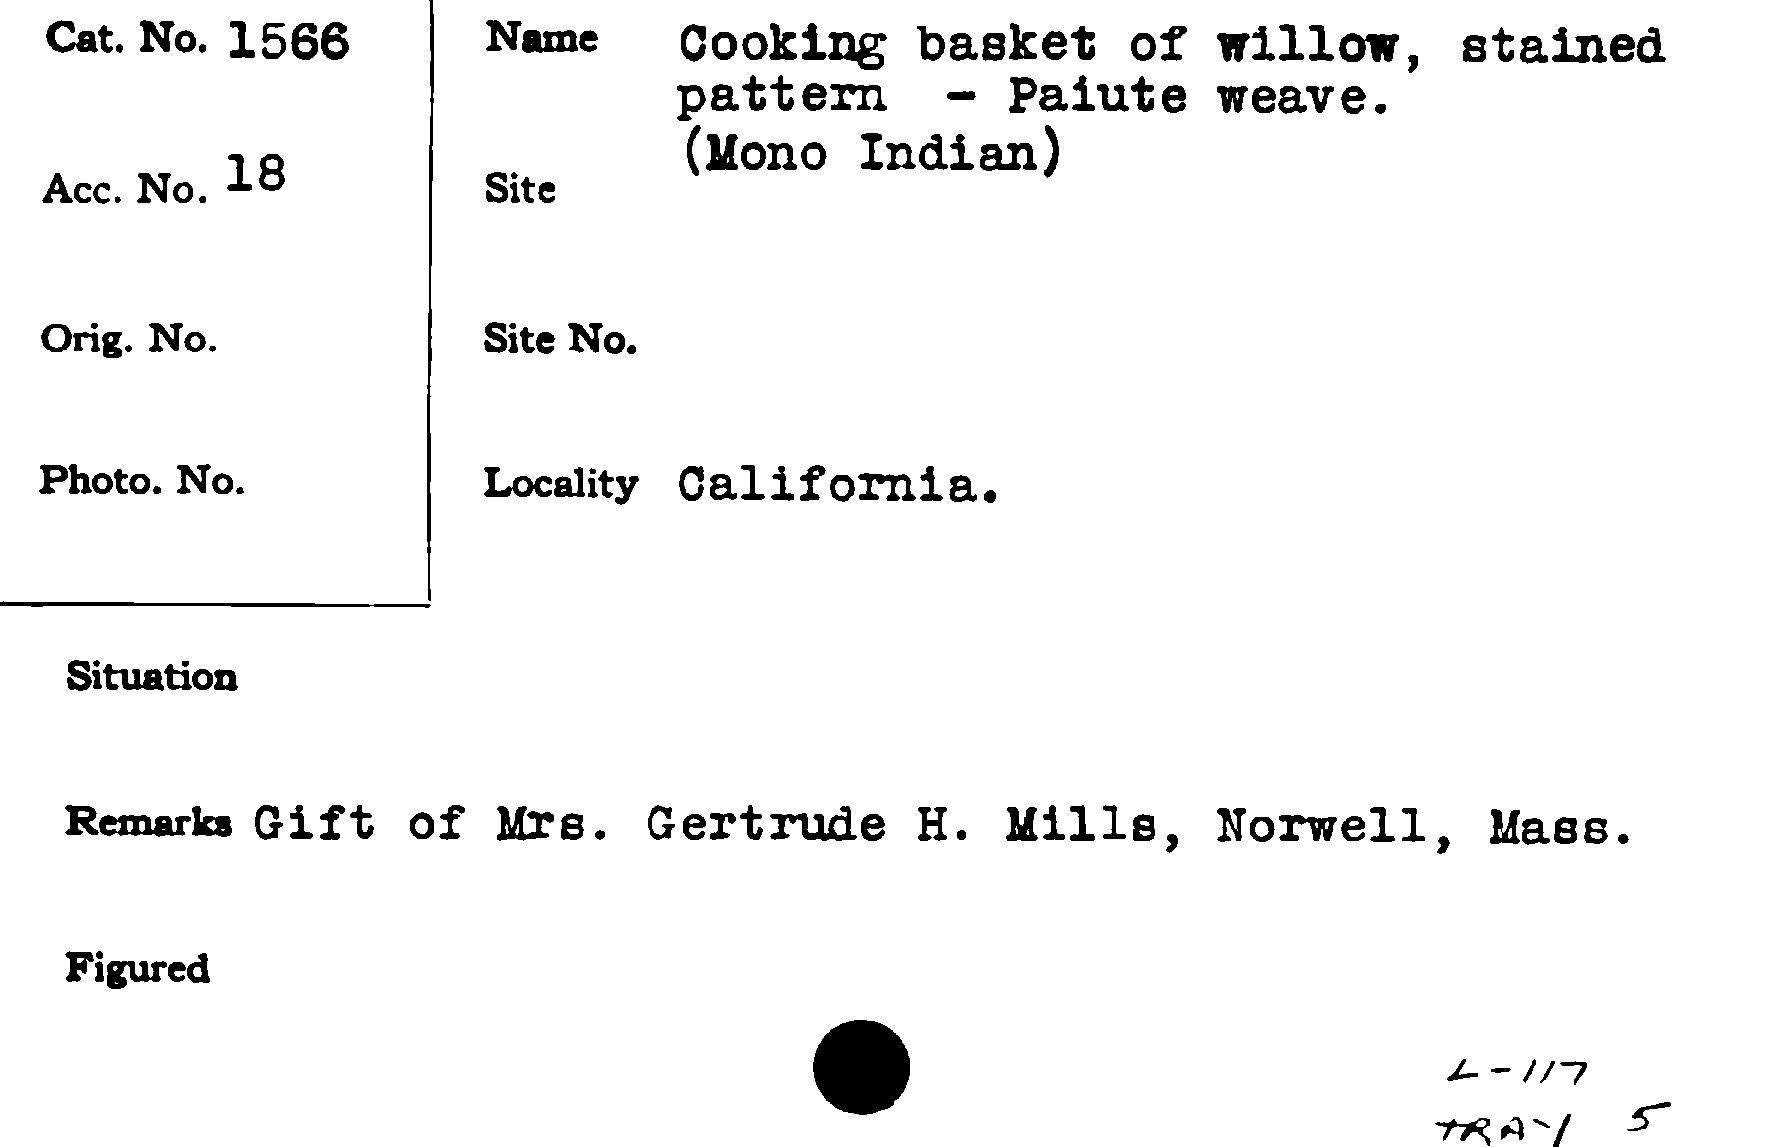 Cat. No. 1566
Name Cooking basket of willow, stained
pattern - Paiute weave.
(Mono Indian)
Acc. No. 18
Site
Orig. No.
Site No.
Photo. No.
Locality California.
Situation
Remarks Gift of Mrs. Gertrude H. Mills, Norwell, Mass.
Figured
L-117
TRAY 5